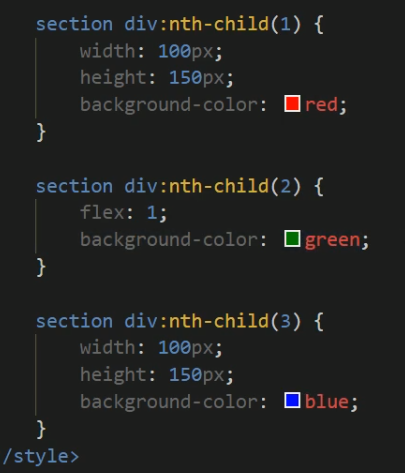 section div:nth-child(1) {
width: 100px;
height: 150px;
background-color: red;
}
section div:nth-child(2) {
flex: 1;
background-color: green;
}
section div:nth-child(3) {
width: 100px;
height: 150px;
background-color: blue;
}
/style>